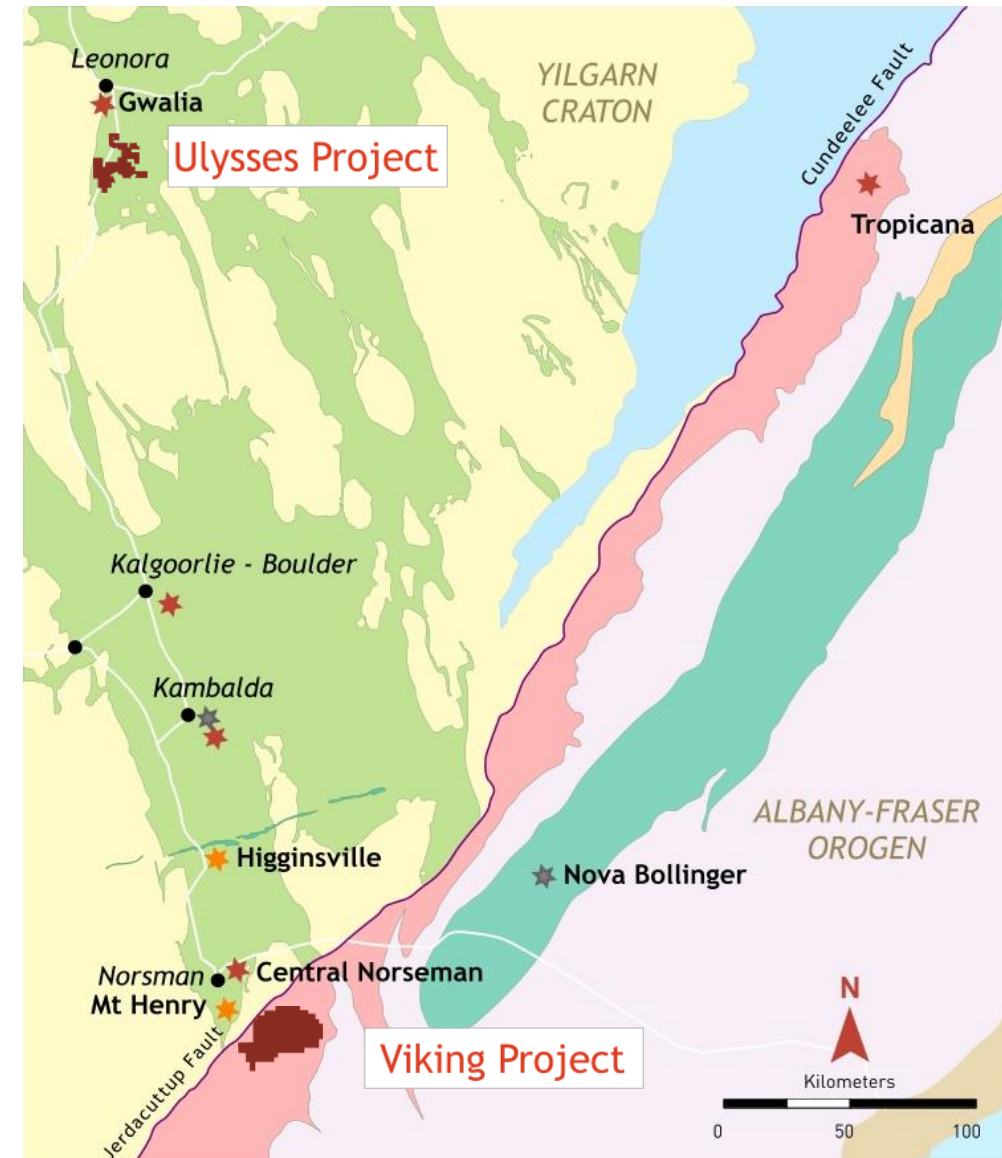 Leonora
Gwalia
Ulysses Project
YILGARN
CRATON
Cundeelee Fault
Tropicana
Kalgoorlie - Boulder
Kambalda
Higginsville
ALBANY-FRASER
OROGEN
Nova Bollinger
Norsman
Central Norseman
Mt Henry
Jerdacuttup Fault
Viking Project
N
Kilometers
0 50 100